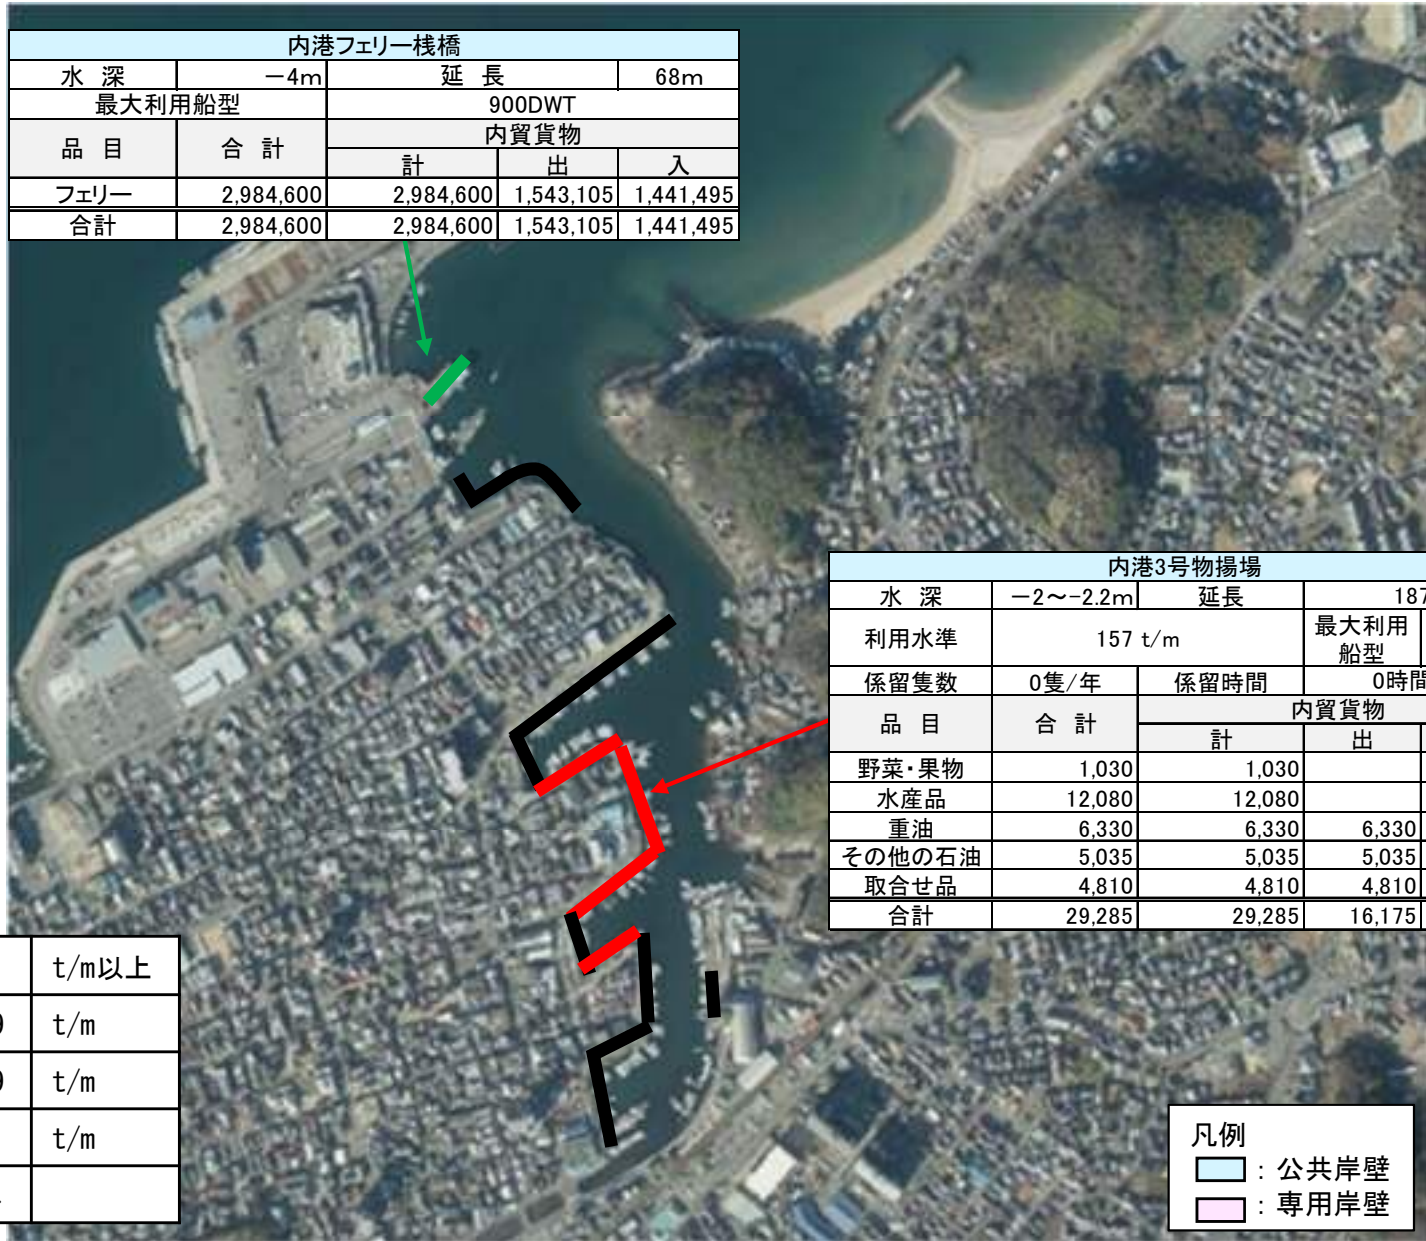 内港フェリー桟橋
水 深 －4m 延 長 68m
最大利用船型 900DWT
品 目 合 計 内貿貨物
計 出 入
フェリー 2,984,600 2,984,600 1,543,105 1,441,495
合計 2,984,600 2,984,600 1,543,105 1,441,495
内港3号物揚場
水 深 －2～-2.2m 延長 187
利用水準 157 t/m 最大利用
船型
係留隻数 0隻/年 係留時間 0時間
品 目 合 計 内貿貨物
計 出
野菜・果物 1,030 1,030
水産品 12,080 12,080
重油 6,330 6,330 6,330
その他の石油 5,035 5,035 5,035
取合せ品 4,810 4,810 4,810
合計 29,285 29,285 16,175
t/m以上
9 t/m
9 t/m
t/m
凡例
：公共岸壁
：専用岸壁